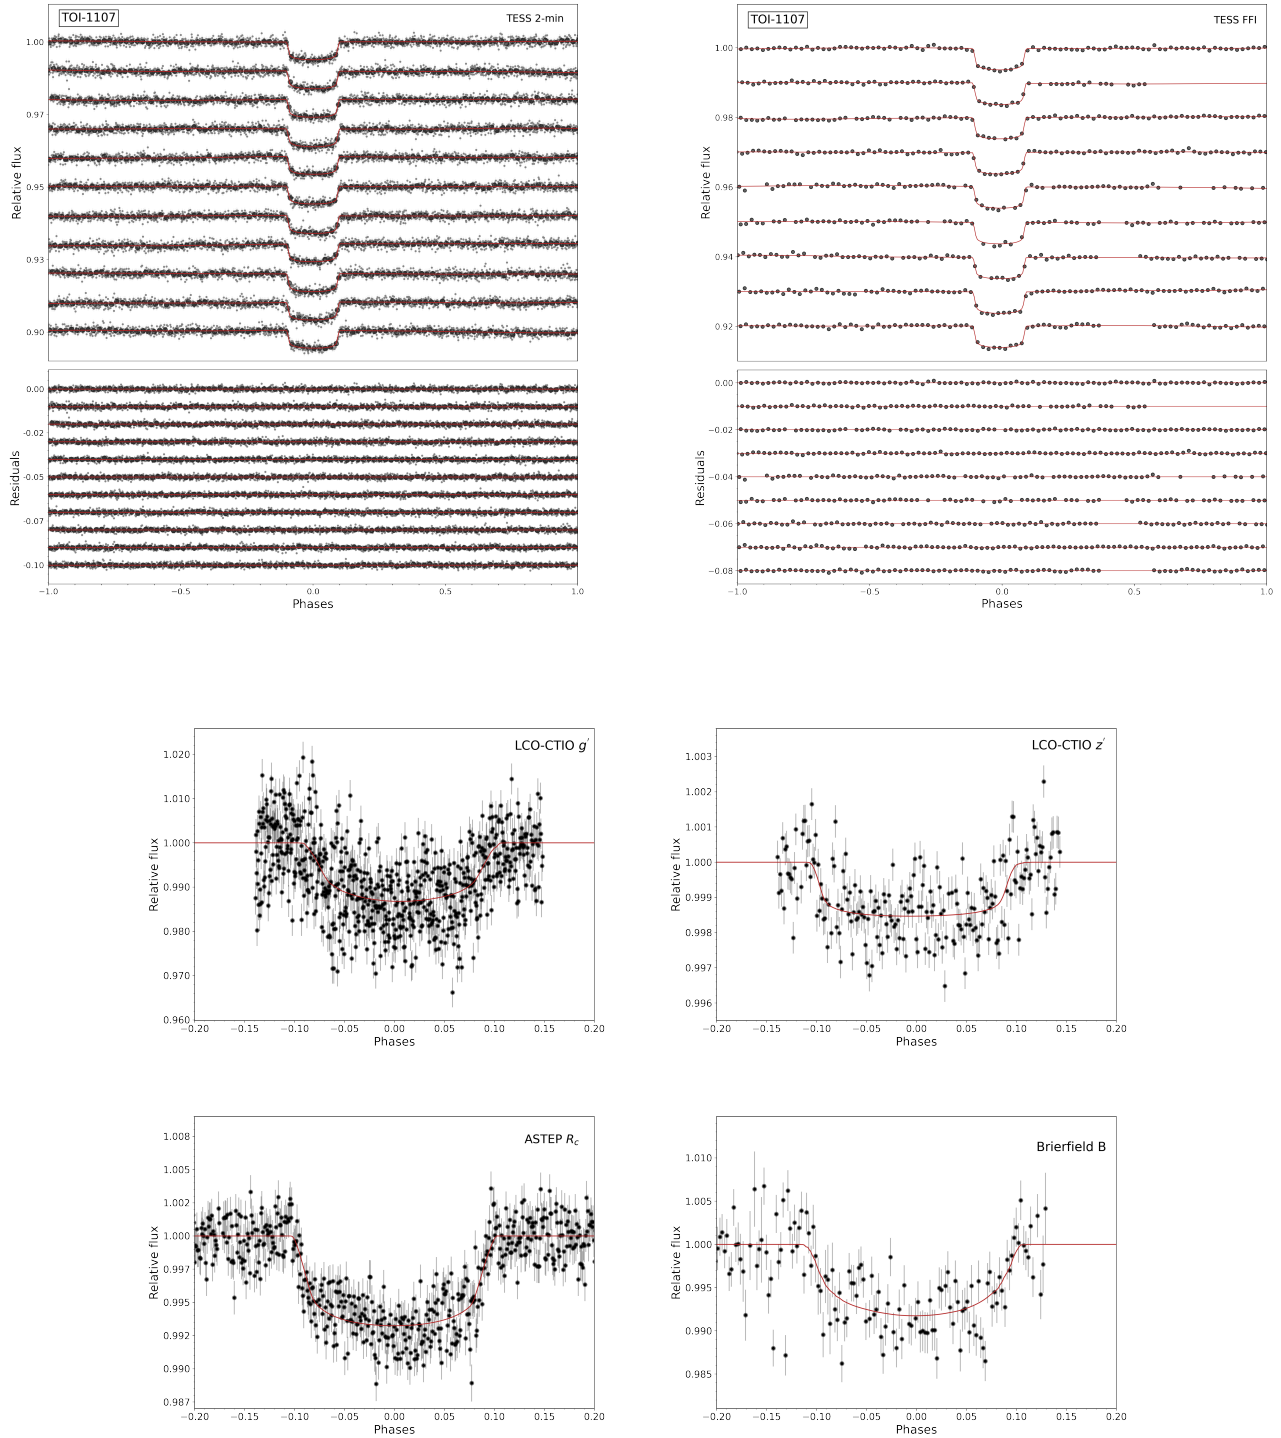 TOI-1107
TESS 2-min
1.00
0.97
0.95
0.93
0.90
Relative flux
0.00
-0.02
-0.05
-0.07
-0.10
Residuals
−1.0 −0.5 0.0 0.5 1.0
Phases
TOI-1107
TESS FFI
1.00
0.98
0.96
0.94
0.92
Relative flux
0.00
−0.02
−0.04
−0.06
−0.08
Residuals
−1.0 −0.5 0.0 0.5 1.0
Phases
LCO-CTIO g′
1.020
1.010
1.000
0.990
0.980
0.970
0.960
Relative flux
−0.20 −0.15 −0.10 −0.05 0.00 0.05 0.10 0.15 0.20
Phases
LCO-CTIO z′
1.003
1.002
1.001
1.000
0.999
0.998
0.997
0.996
Relative flux
−0.20 −0.15 −0.10 −0.05 0.00 0.05 0.10 0.15 0.20
Phases
ASTEP Rc
1.008
1.005
1.002
1.000
0.997
0.995
0.992
0.990
0.987
Relative flux
−0.20 −0.15 −0.10 −0.05 0.00 0.05 0.10 0.15 0.20
Phases
Brierfield B
1.010
1.005
1.000
0.995
0.990
0.985
Relative flux
−0.20 −0.15 −0.10 −0.05 0.00 0.05 0.10 0.15 0.20
Phases